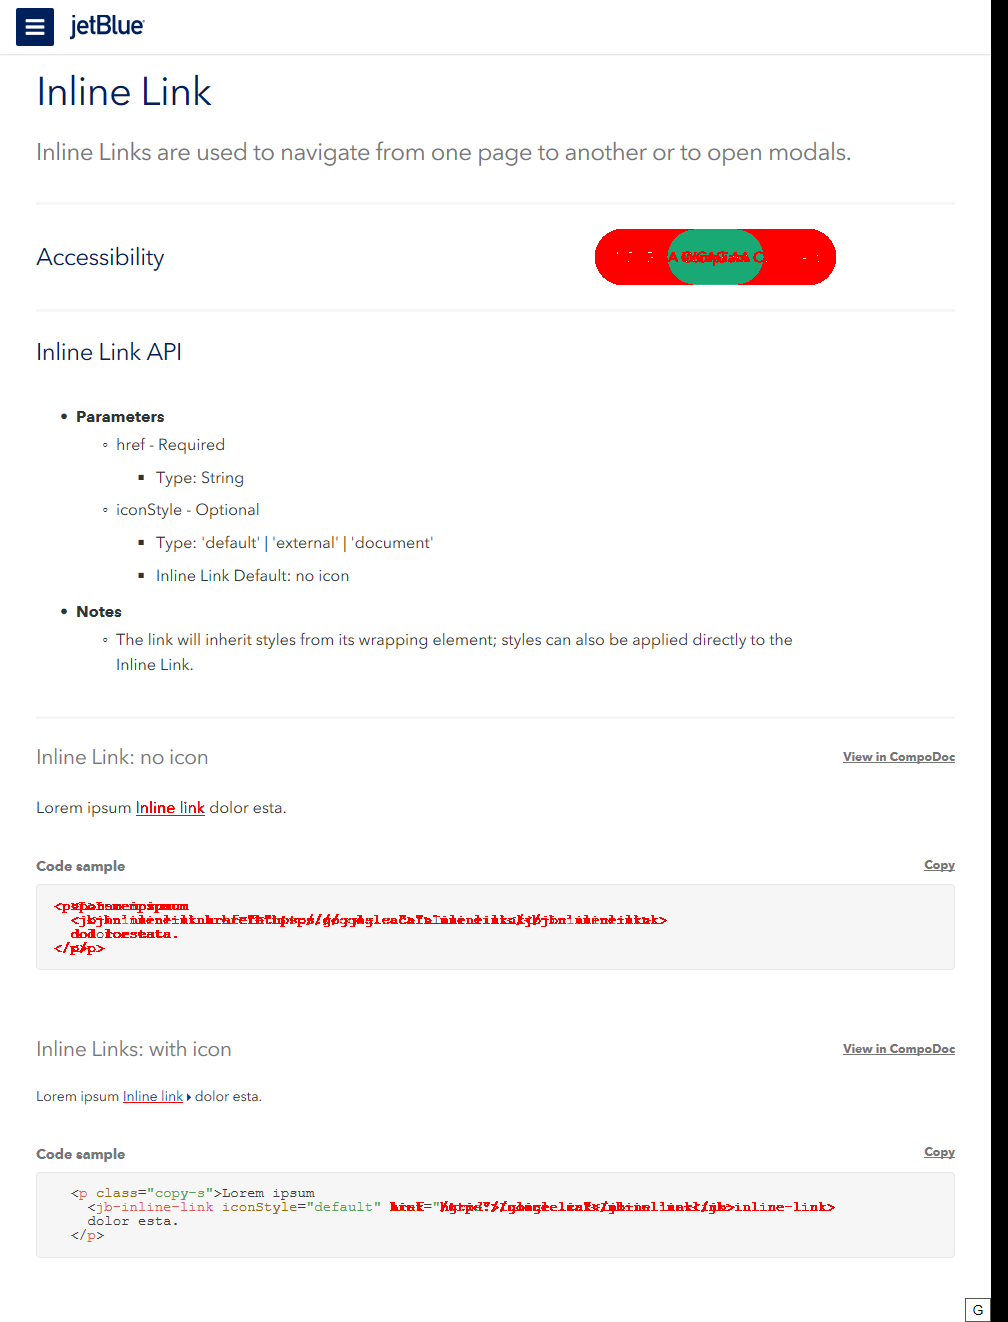 jetBlue
Inline Link
Inline Links are used to navigate from one page to another or to open modals.
Accessibility
Inline Link API
• Parameters
◦ href - Required
▪ Type: String
◦ iconStyle - Optional
▪ Type: 'default' | 'external' | 'document'
▪ Inline Link Default: no icon
• Notes
◦ The link will inherit styles from its wrapping element; styles can also be applied directly to the
Inline Link.
Inline Link: no icon
View in CompoDoc
Lorem ipsum Inline link dolor esta.
Code sample
Copy
Inline Links: with icon
View in CompoDoc
Lorem ipsum Inline link dolor esta.
Code sample
Copy
<p class="copy-s">Lorem ipsum
<jb-inline-link iconStyle="default"
dolor esta.
</p>
G